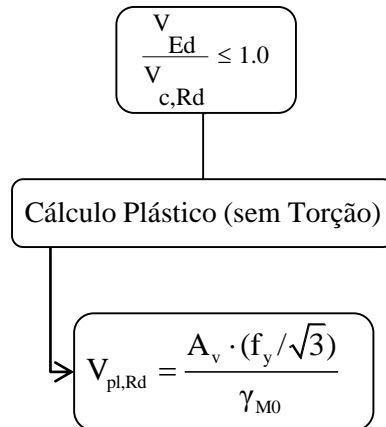 V_Ed / V_c,Rd ≤ 1.0
Cálculo Plástico (sem Torção)
V_pl,Rd = A_v · (f_y/√3) / γ_M0